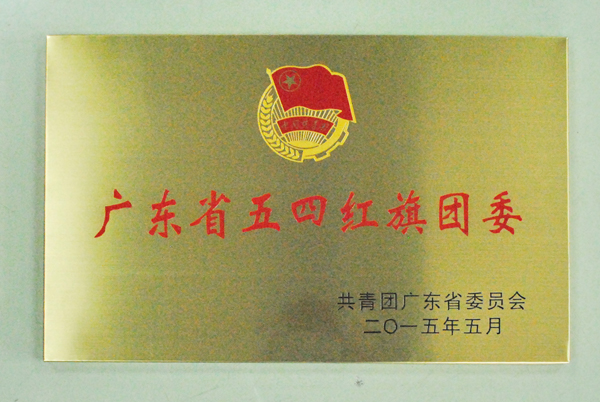 广东省五四红旗团委
共青团广东省委员会
二〇一五年五月